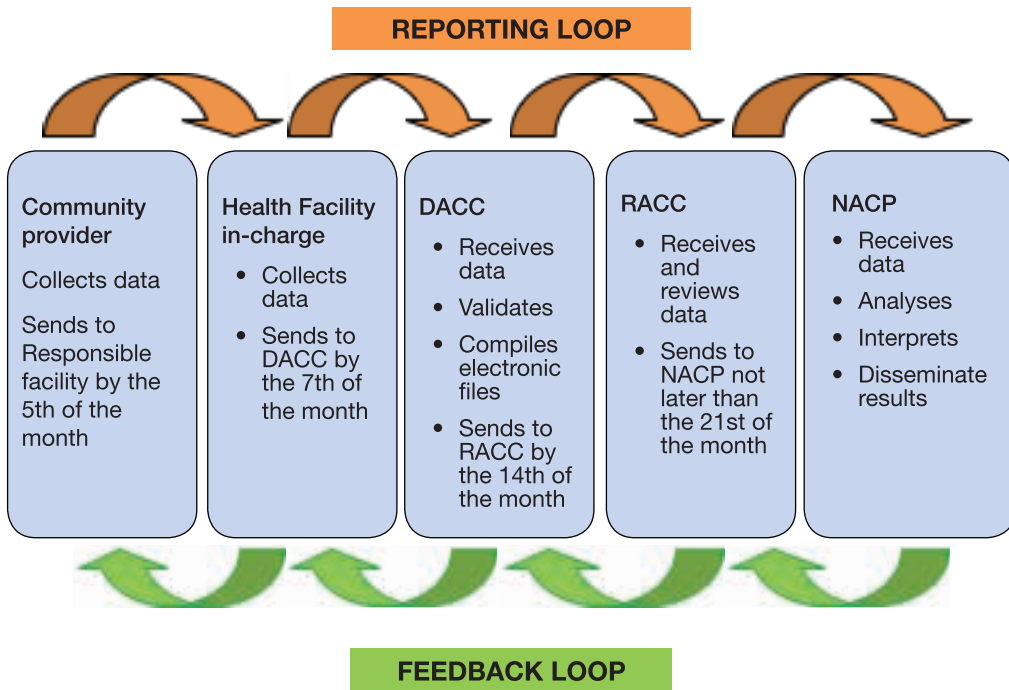 REPORTING LOOP
Community
provider
Collects data
Sends to
Responsible
facility by the
5th of the
month
Health Facility
in-charge
• Collects
data
• Sends to
DACC by
the 7th of
the month
DACC
• Receives
data
• Validates
• Compiles
electronic
files
• Sends to
RACC by
the 14th of
the month
RACC
• Receives
and
reviews
data
• Sends to
NACP not
later than
the 21st of
the month
NACP
• Receives
data
• Analyses
• Interprets
• Disseminate
results
FEEDBACK LOOP